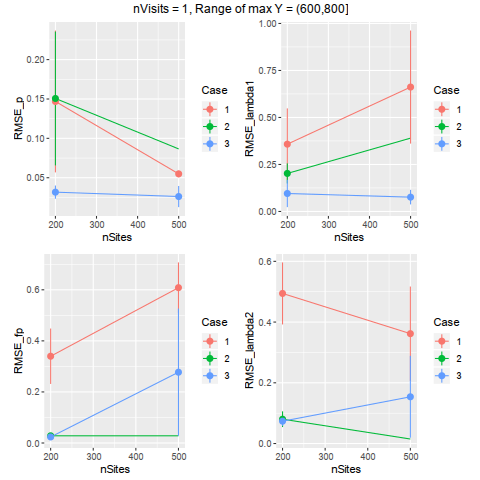 nVisits = 1, Range of max Y = (600,800]
RMSE_p
0.20
0.15
0.10
0.05
200 300 400 500
nSites
Case
1
2
3
RMSE_lambda1
1.00
0.75
0.50
0.25
0.00
200 300 400 500
nSites
Case
1
2
3
RMSE_fp
0.6
0.4
0.2
0.0
200 300 400 500
nSites
Case
1
2
3
RMSE_lambda2
0.6
0.4
0.2
0.0
200 300 400 500
nSites
Case
1
2
3